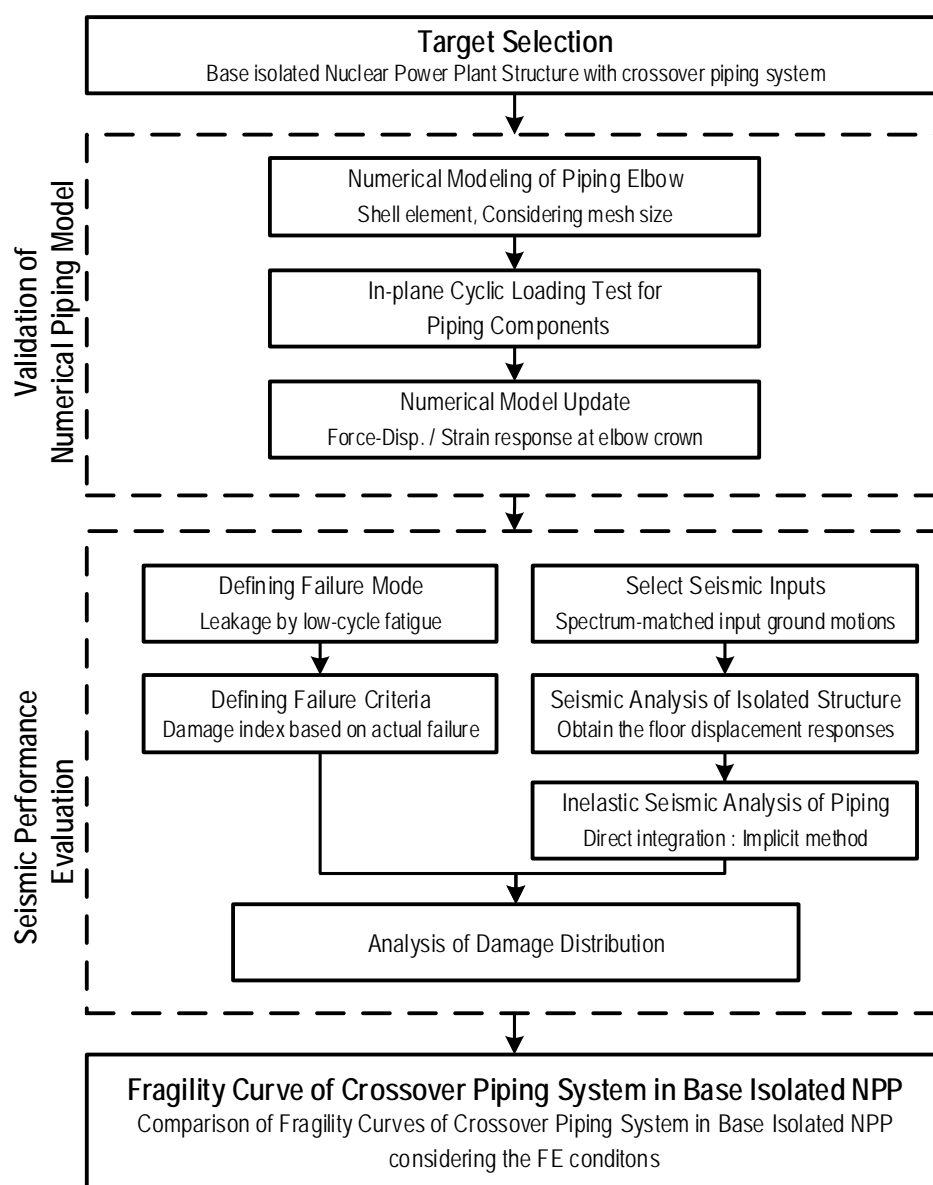 Target Selection
Base isolated Nuclear Power Plant Structure with crossover piping system
Validation of
Numerical Piping Model
Numerical Modeling of Piping Elbow
Shell element, Considering mesh size
In-plane Cyclic Loading Test for
Piping Components
Numerical Model Update
Force-Disp. / Strain response at elbow crown
Seismic Performance
Evaluation
Defining Failure Mode
Leakage by low-cycle fatigue
Defining Failure Criteria
Damage index based on actual failure
Select Seismic Inputs
Spectrum-matched input ground motions
Seismic Analysis of Isolated Structure
Obtain the floor displacement responses
Inelastic Seismic Analysis of Piping
Direct integration : Implicit method
Analysis of Damage Distribution
Fragility Curve of Crossover Piping System in Base Isolated NPP
Comparison of Fragility Curves of Crossover Piping System in Base Isolated NPP
considering the FE conditons